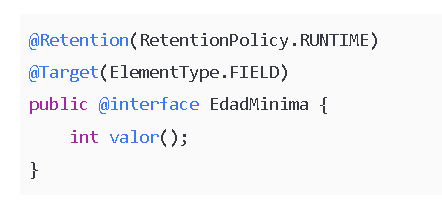 @Retention(RetentionPolicy.RUNTIME)
@Target(ElementType.FIELD)
public @interface EdadMinima {
    int valor();
}